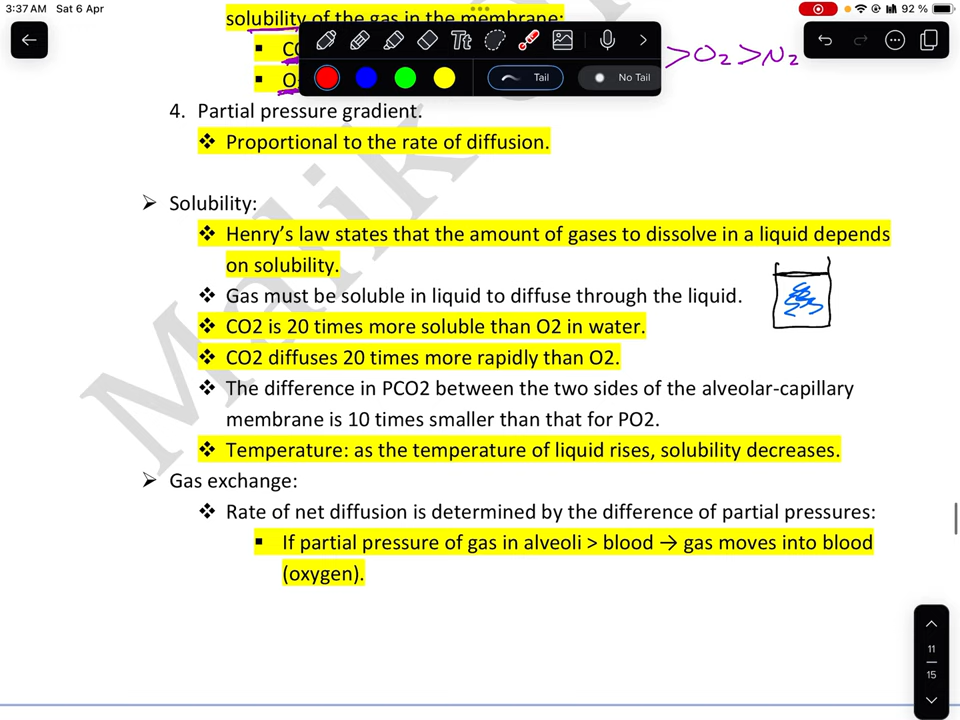 3:37 AM Sat 6 Apr
92 %
solubility of the gas in the membrane:
Tt
▪ CO
> O2 > N2
Tail
No Tail
▪ O
4. Partial pressure gradient.
❖ Proportional to the rate of diffusion.
➢ Solubility:
❖ Henry’s law states that the amount of gases to dissolve in a liquid depends
on solubility.
❖ Gas must be soluble in liquid to diffuse through the liquid.
❖ CO2 is 20 times more soluble than O2 in water.
❖ CO2 diffuses 20 times more rapidly than O2.
❖ The difference in PCO2 between the two sides of the alveolar-capillary
membrane is 10 times smaller than that for PO2.
❖ Temperature: as the temperature of liquid rises, solubility decreases.
➢ Gas exchange:
❖ Rate of net diffusion is determined by the difference of partial pressures:
▪ If partial pressure of gas in alveoli > blood → gas moves into blood
(oxygen).
Malik
11
15